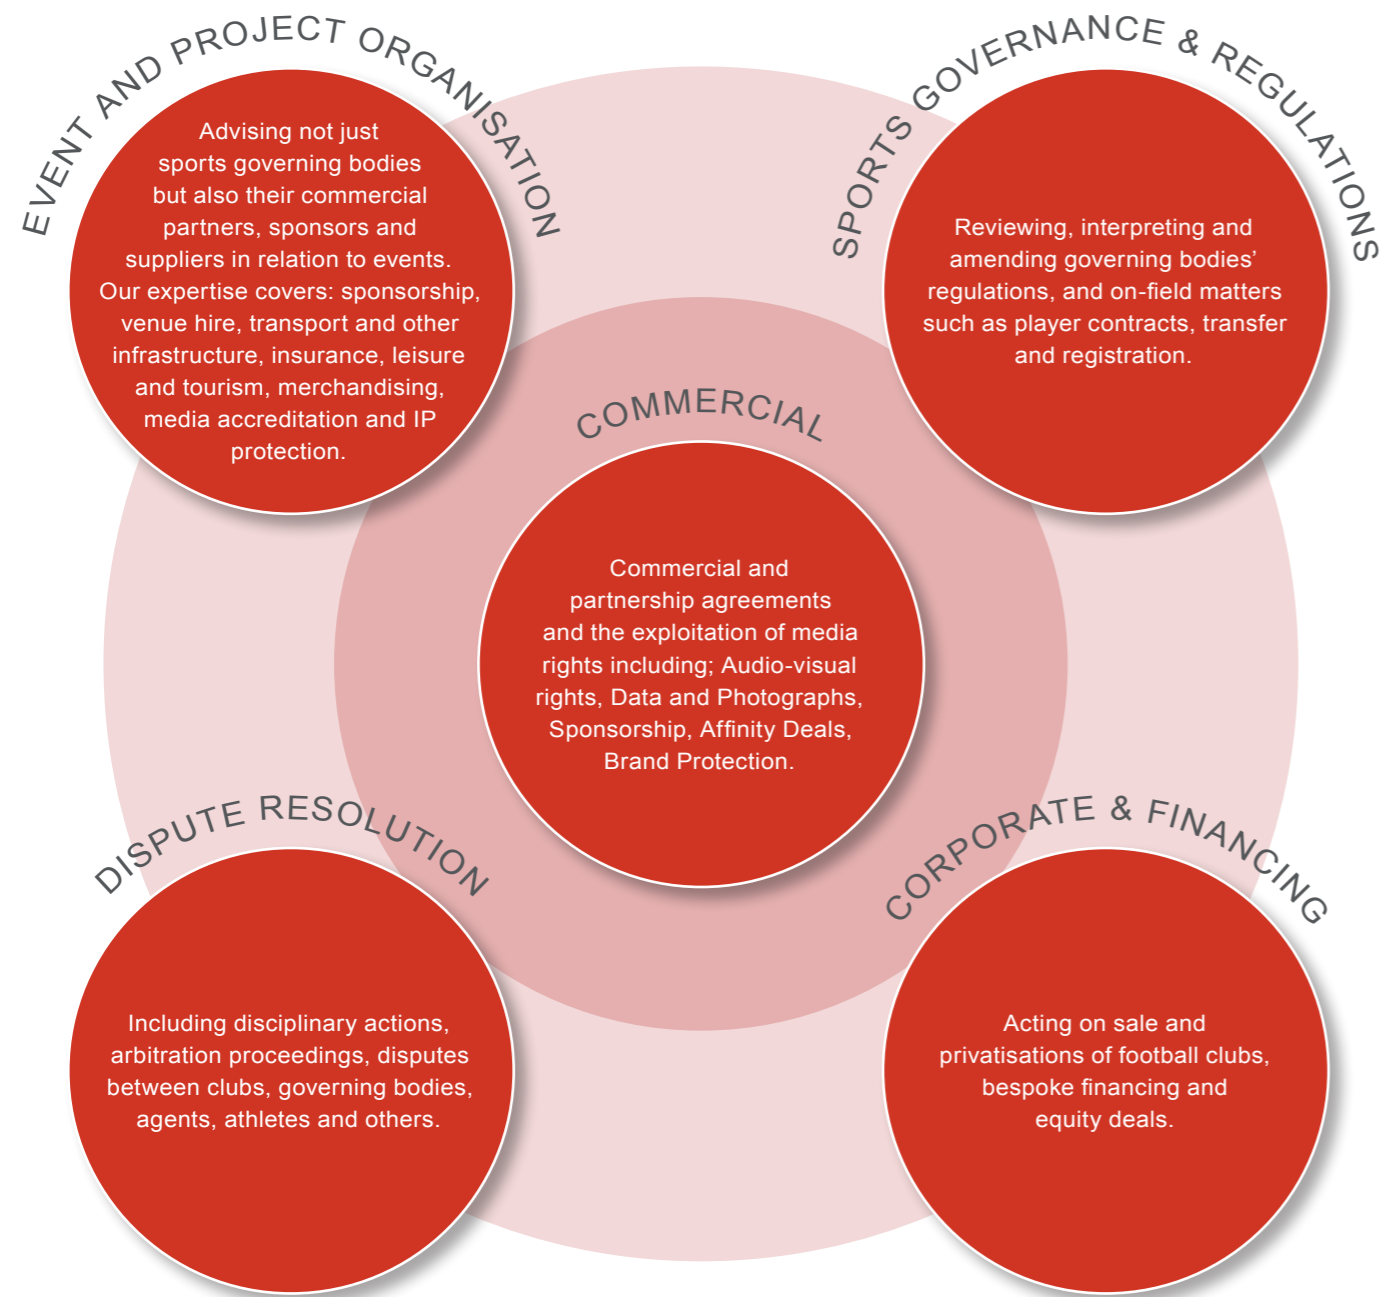 EVENT AND PROJECT ORGANISATION
Advising not just
sports governing bodies
but also their commercial
partners, sponsors and
suppliers in relation to events.
Our expertise covers: sponsorship,
venue hire, transport and other
infrastructure, insurance, leisure
and tourism, merchandising,
media accreditation and IP
protection.
SPORTS GOVERNANCE & REGULATIONS
Reviewing, interpreting and
amending governing bodies’
regulations, and on-field matters
such as player contracts, transfer
and registration.
COMMERCIAL
Commercial and
partnership agreements
and the exploitation of media
rights including; Audio-visual
rights, Data and Photographs,
Sponsorship, Affinity Deals,
Brand Protection.
DISPUTE RESOLUTION
Including disciplinary actions,
arbitration proceedings, disputes
between clubs, governing bodies,
agents, athletes and others.
CORPORATE & FINANCING
Acting on sale and
privatisations of football clubs,
bespoke financing and
equity deals.